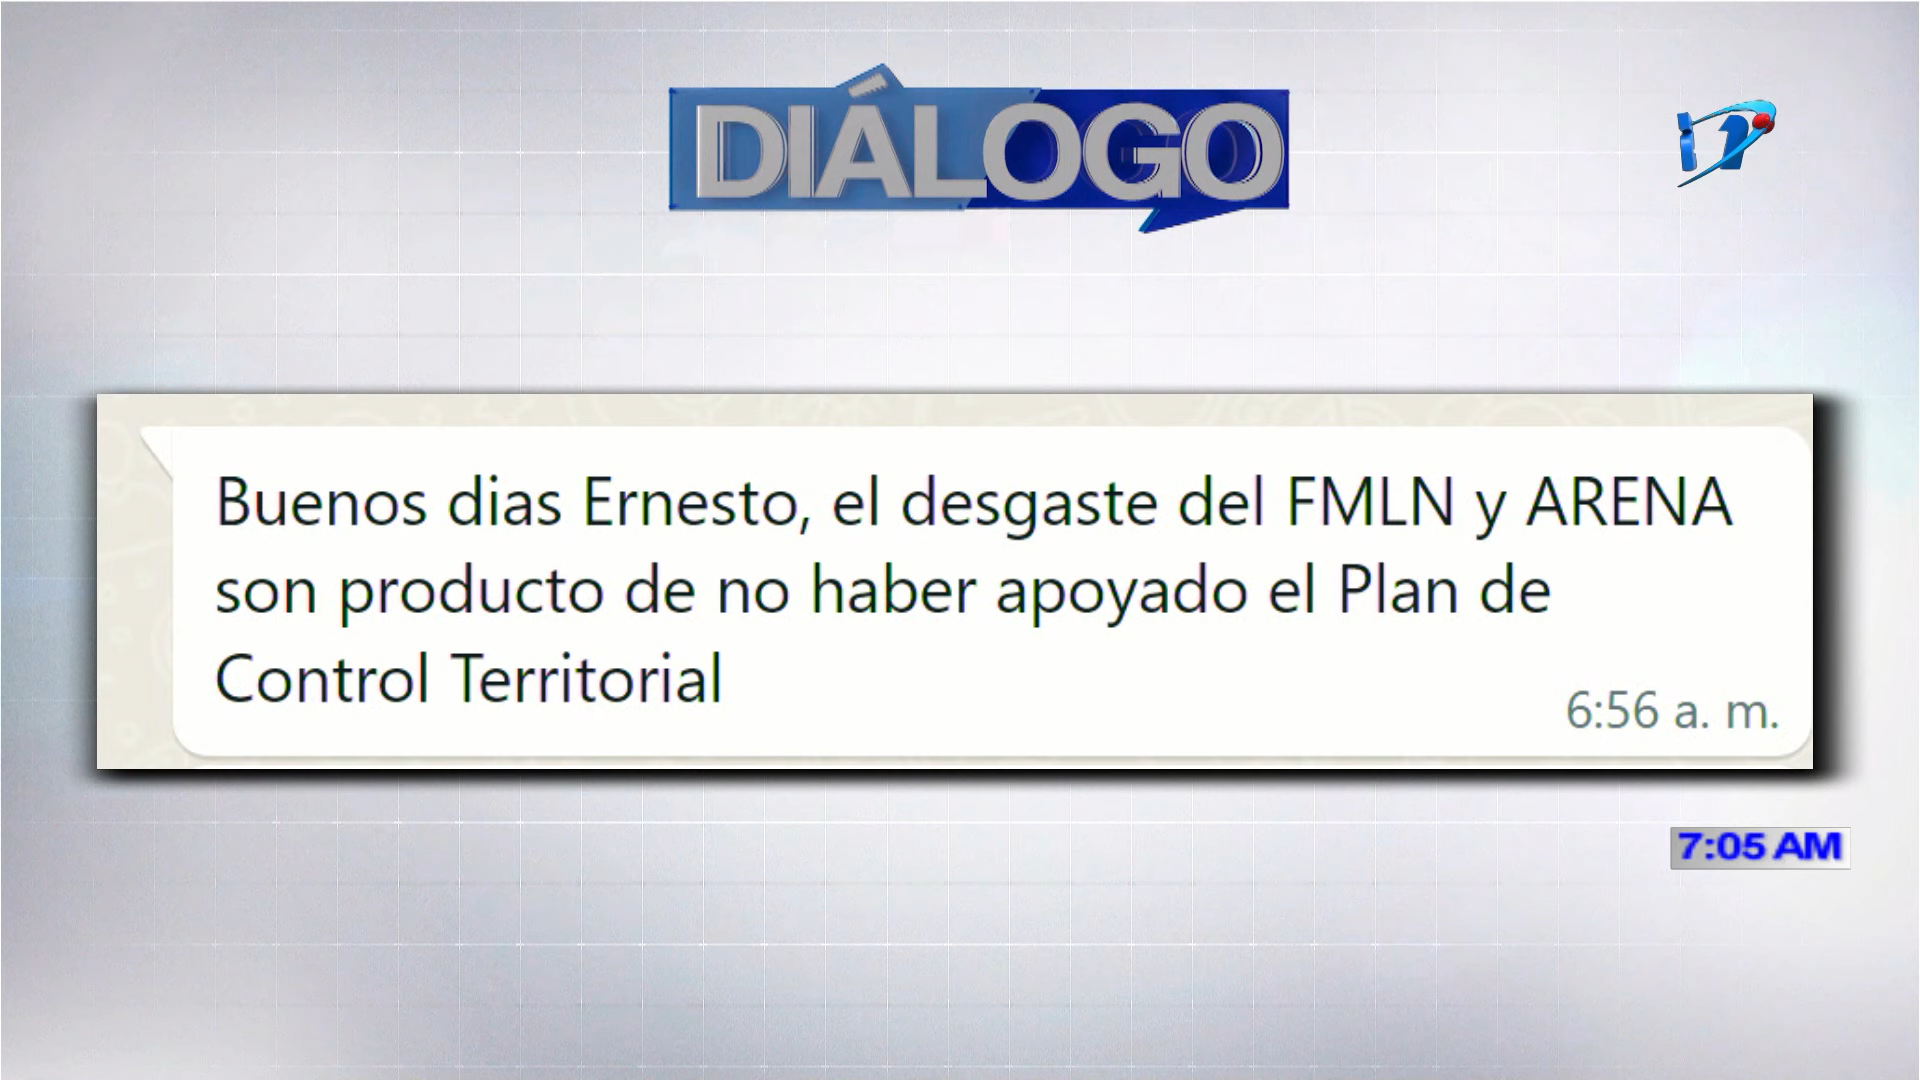 DIÁLOGO
Buenos dias Ernesto, el desgaste del FMLN y ARENA
son producto de no haber apoyado el Plan de
Control Territorial
6:56 a. m.
7:05 AM